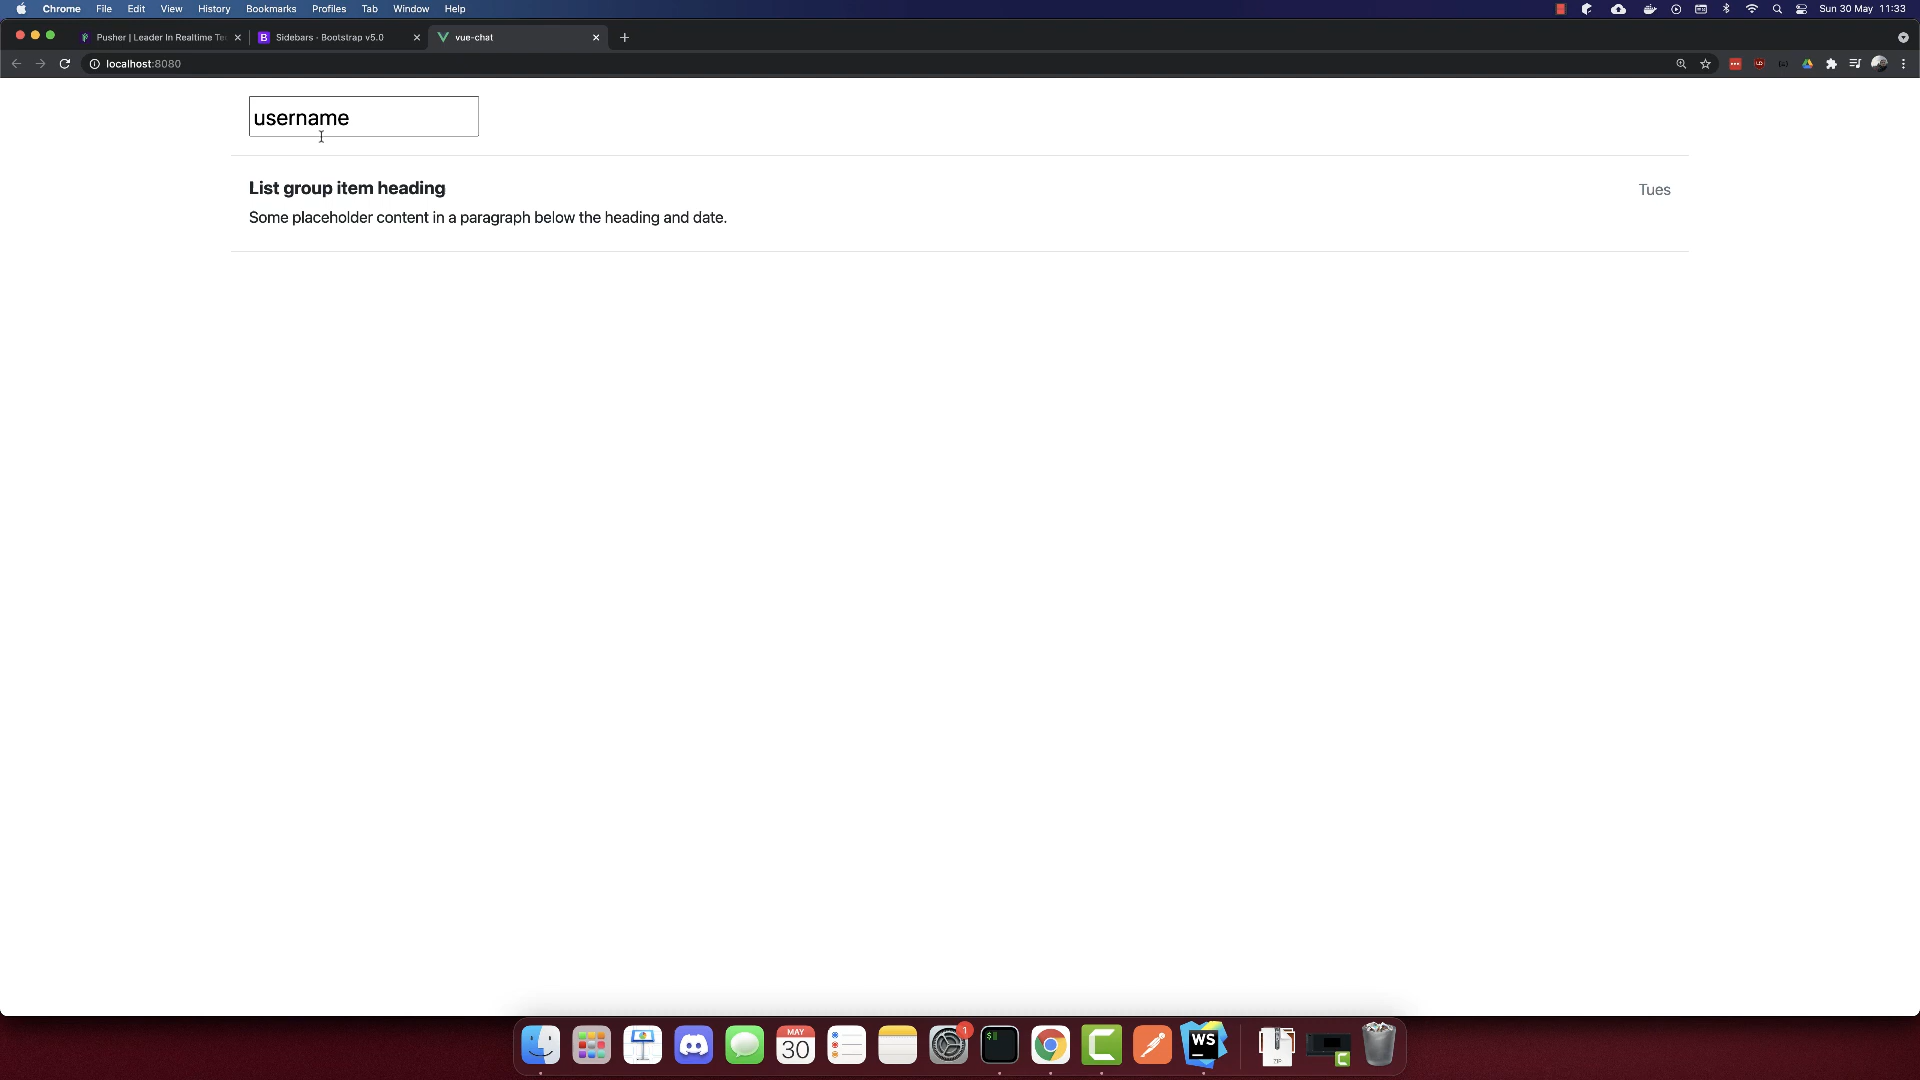 Chrome File Edit View History Bookmarks Profiles Tab Window Help Sun 30 May 11:33
Pusher | Leader In Realtime Te Sidebars · Bootstrap v5.0 vue-chat
localhost:8080
username
List group item heading Tues
Some placeholder content in a paragraph below the heading and date.
MAY 1
30 $ WS
ZIP